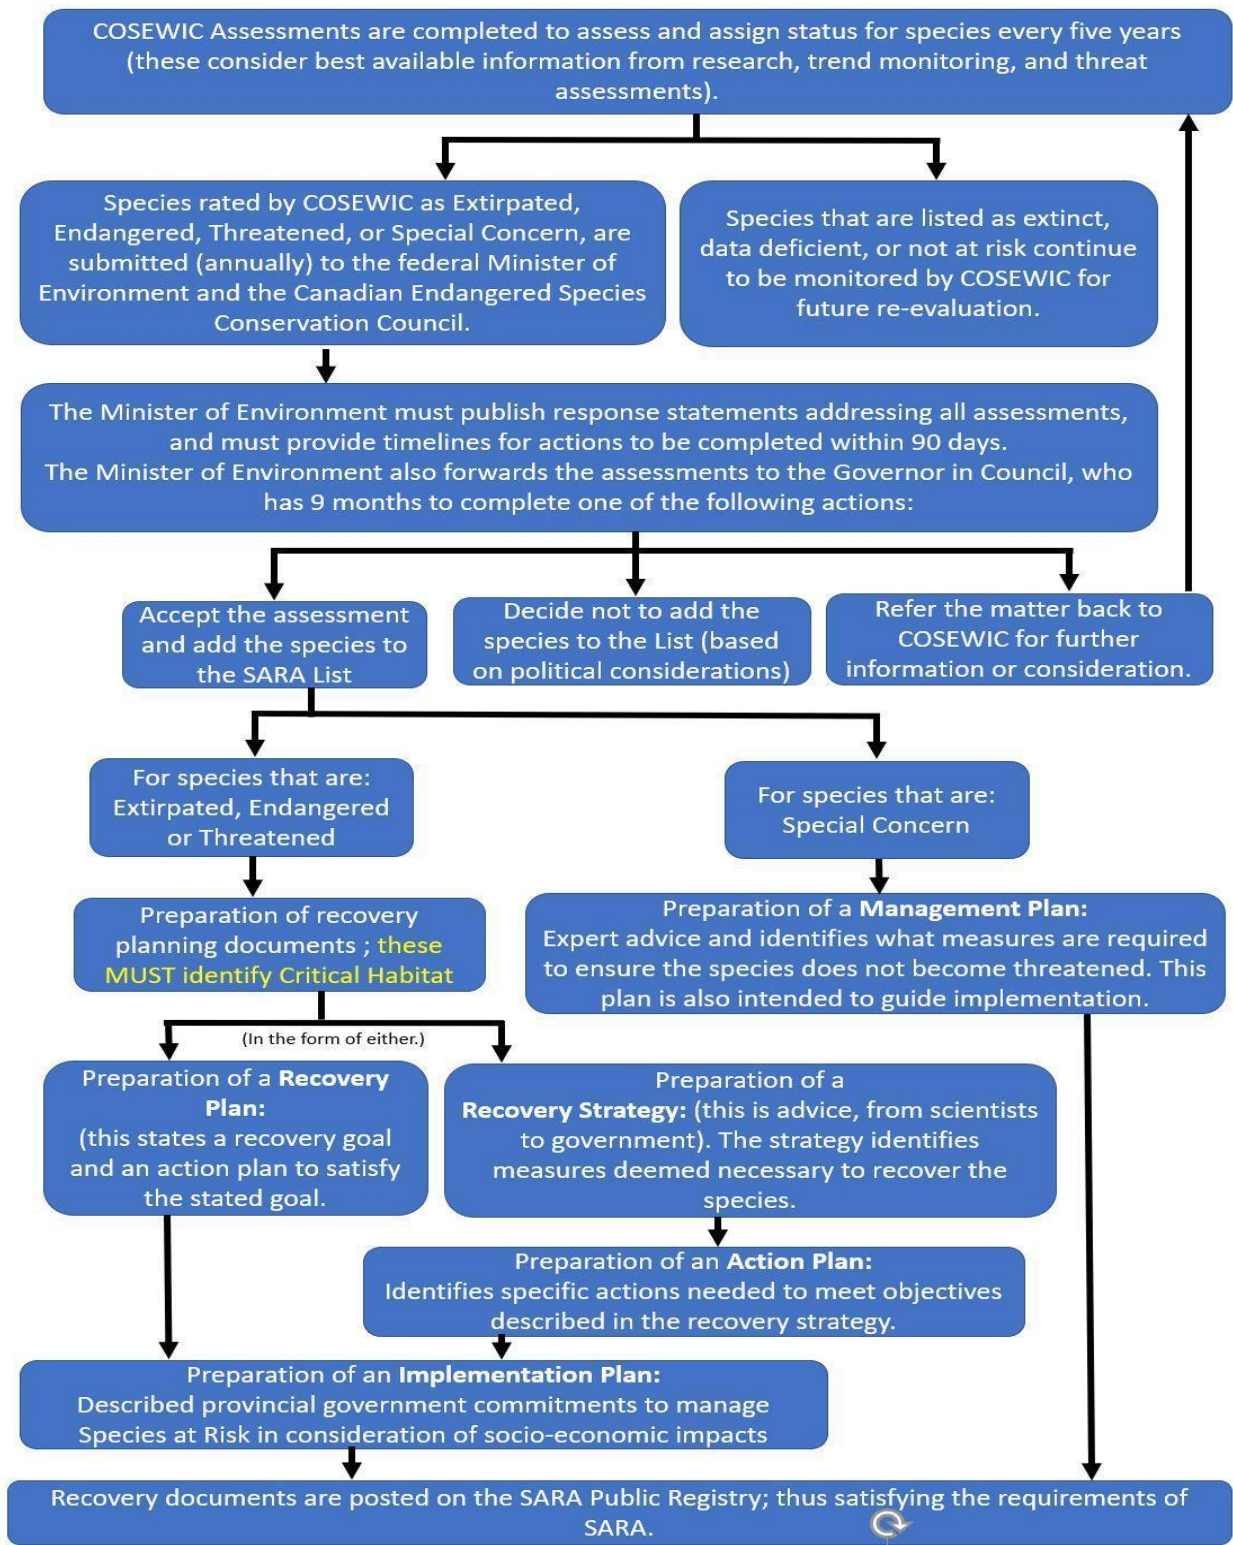 COSEWIC Assessments are completed to assess and assign status for species every five years
(these consider best available information from research, trend monitoring, and threat
assessments).
Species rated by COSEWIC as Extirpated,
Endangered, Threatened, or Special Concern, are
submitted (annually) to the federal Minister of
Environment and the Canadian Endangered Species
Conservation Council.
Species that are listed as extinct,
data deficient, or not at risk continue
to be monitored by COSEWIC for
future re-evaluation.
The Minister of Environment must publish response statements addressing all assessments,
and must provide timelines for actions to be completed within 90 days.
The Minister of Environment also forwards the assessments to the Governor in Council, who
has 9 months to complete one of the following actions:
Accept the assessment
and add the species to
the SARA List
Decide not to add the
species to the List (based
on political considerations)
Refer the matter back to
COSEWIC for further
information or consideration.
For species that are:
Extirpated, Endangered
or Threatened
For species that are:
Special Concern
Preparation of recovery
planning documents ; these
MUST identify Critical Habitat
Preparation of a Management Plan:
Expert advice and identifies what measures are required
to ensure the species does not become threatened. This
plan is also intended to guide implementation.
(In the form of either.)
Preparation of a Recovery
Plan:
(this states a recovery goal
and an action plan to satisfy
the stated goal.
Preparation of a
Recovery Strategy: (this is advice, from scientists
to government). The strategy identifies
measures deemed necessary to recover the
species.
Preparation of an Action Plan:
Identifies specific actions needed to meet objectives
described in the recovery strategy.
Preparation of an Implementation Plan:
Described provincial government commitments to manage
Species at Risk in consideration of socio-economic impacts
Recovery documents are posted on the SARA Public Registry; thus satisfying the requirements of
SARA.